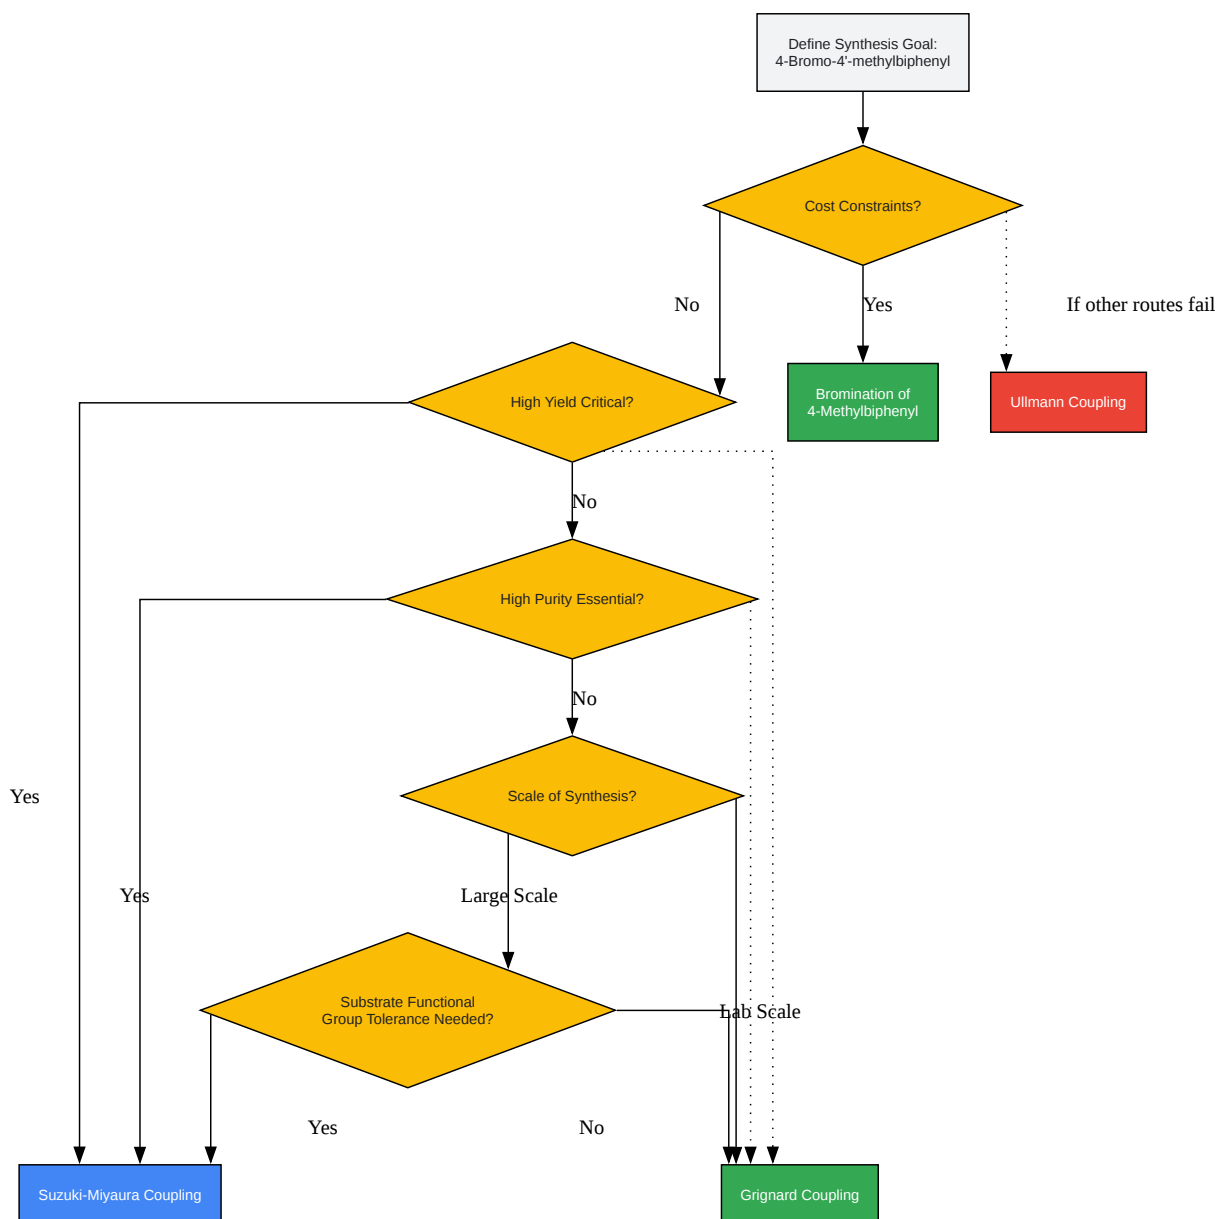 Define Synthesis Goal:
4-Bromo-4'-methylbiphenyl
Cost Constraints?
No
Yes
If other routes fail
High Yield Critical?
Bromination of
4-Methylbiphenyl
Ullmann Coupling
No
High Purity Essential?
No
Scale of Synthesis?
Yes
Yes
Large Scale
Substrate Functional
Group Tolerance Needed?
Lab Scale
Yes
No
Suzuki-Miyaura Coupling
Grignard Coupling